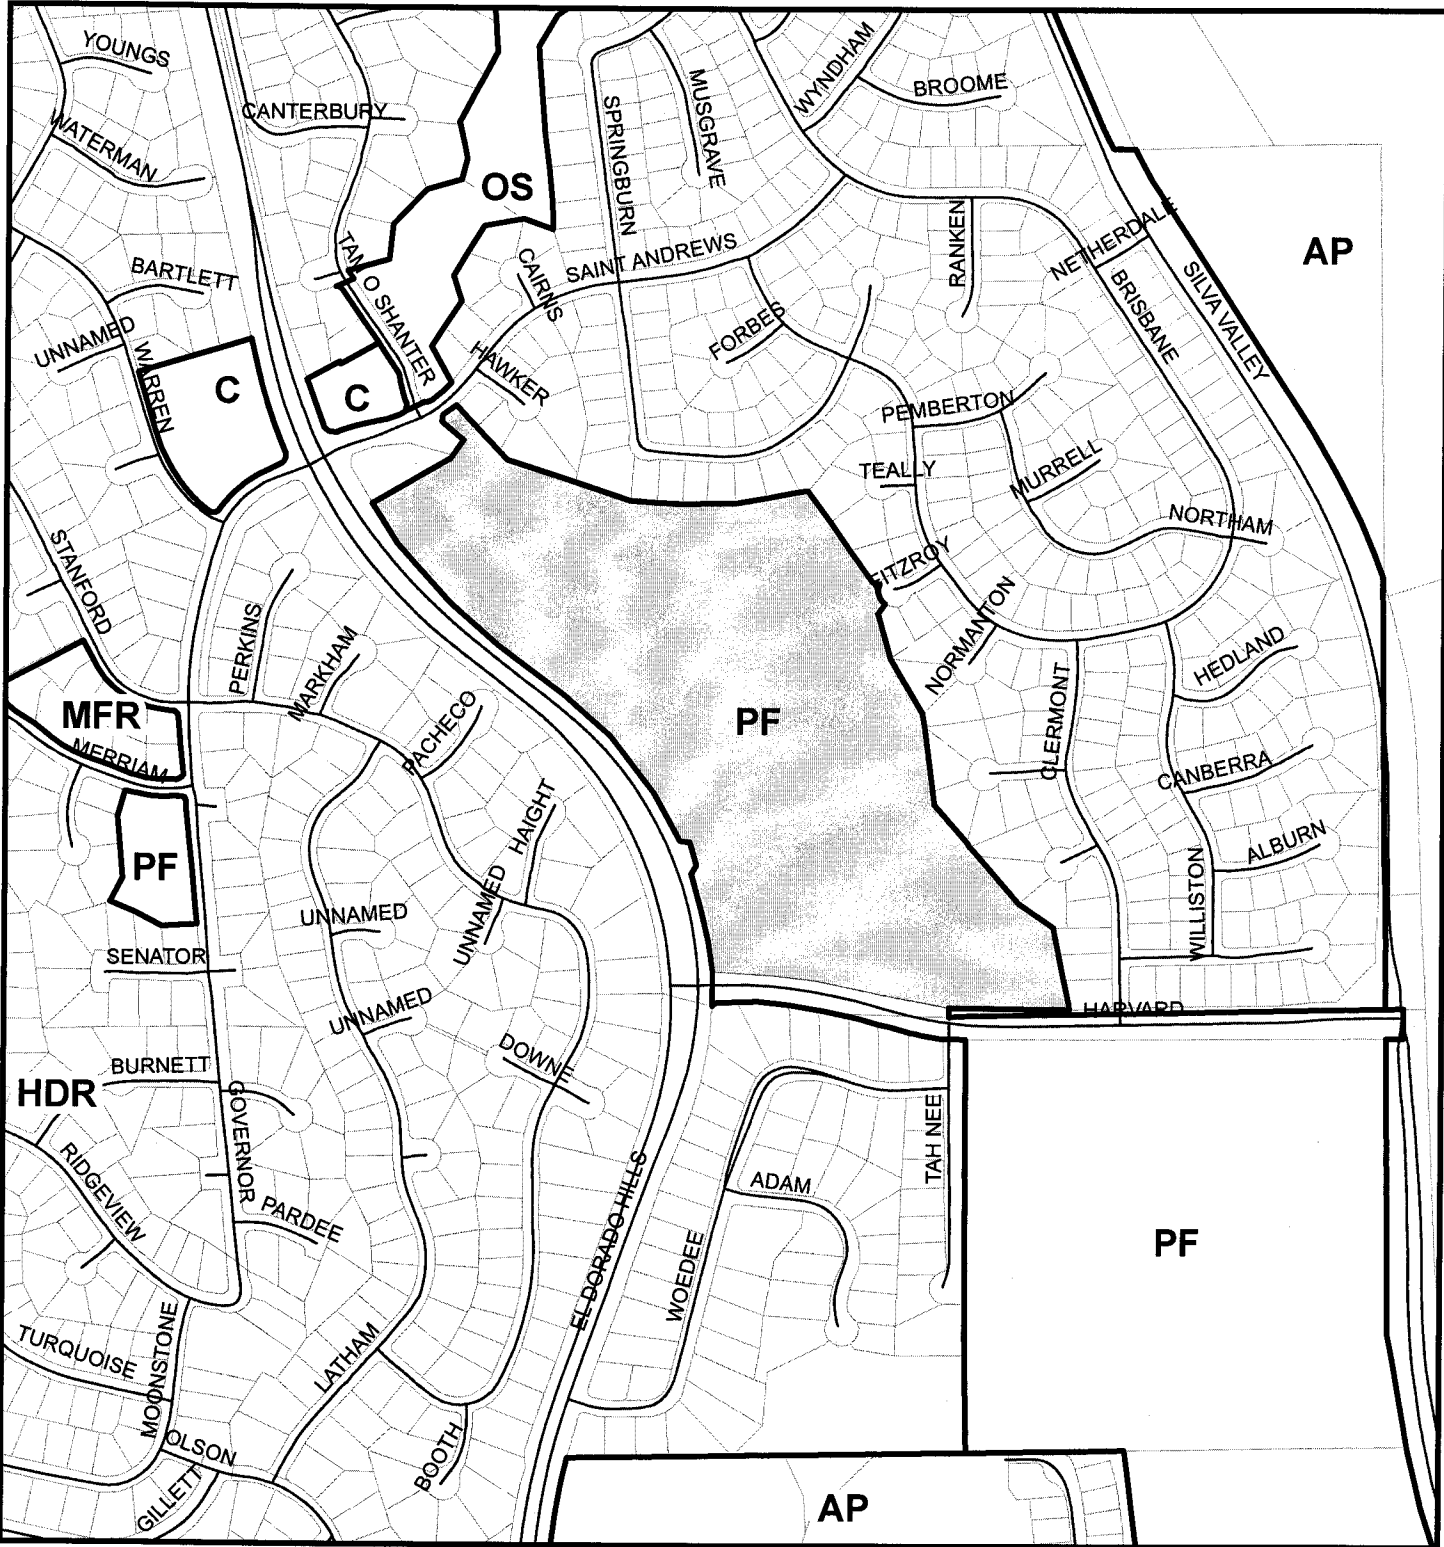 YOUNGS
WYNDHAM
BROOME
MUSGRAVE
CANTERBURY
SPRINGBURN
WATERMAN
OS
RANKEN
NETHERDALE
AP
SAINT ANDREWS
CAIRNS
BARTLETT
TAM O SHANTER
SILVA VALLEY
BRISBANE
UNNAMED
FORBES
WARREN
HAWKER
C
C
PEMBERTON
TEALLY
MURRELL
NORTHAM
STANFORD
FITZROY
NORMANTON
PERKINS
MARKHAM
HEDLAND
CLERMONT
MFR
PACHECO
PF
MERRIAM
CANBERRA
HAIGHT
ALBURN
PF
WILLISTON
UNNAMED
UNNAMED
SENATOR
UNNAMED
HARVARD
DOWNE
BURNETT
HDR
GOVERNOR
TAH NEE
RIDGEVIEW
ADAM
PARDEE
EL DORADO HILLS
WOEDEE
PF
MOONSTONE
TURQUOISE
LATHAM
OLSON
BOOTH
GILLETT
AP